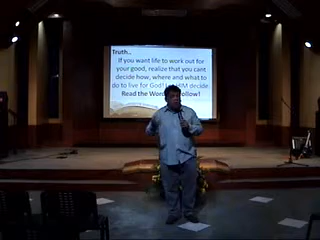 Truth..
If you want life to work out for
your good, realize that you cant
decide how, where and what to
do to live for God! HIM decide.
Read the Word Follow!